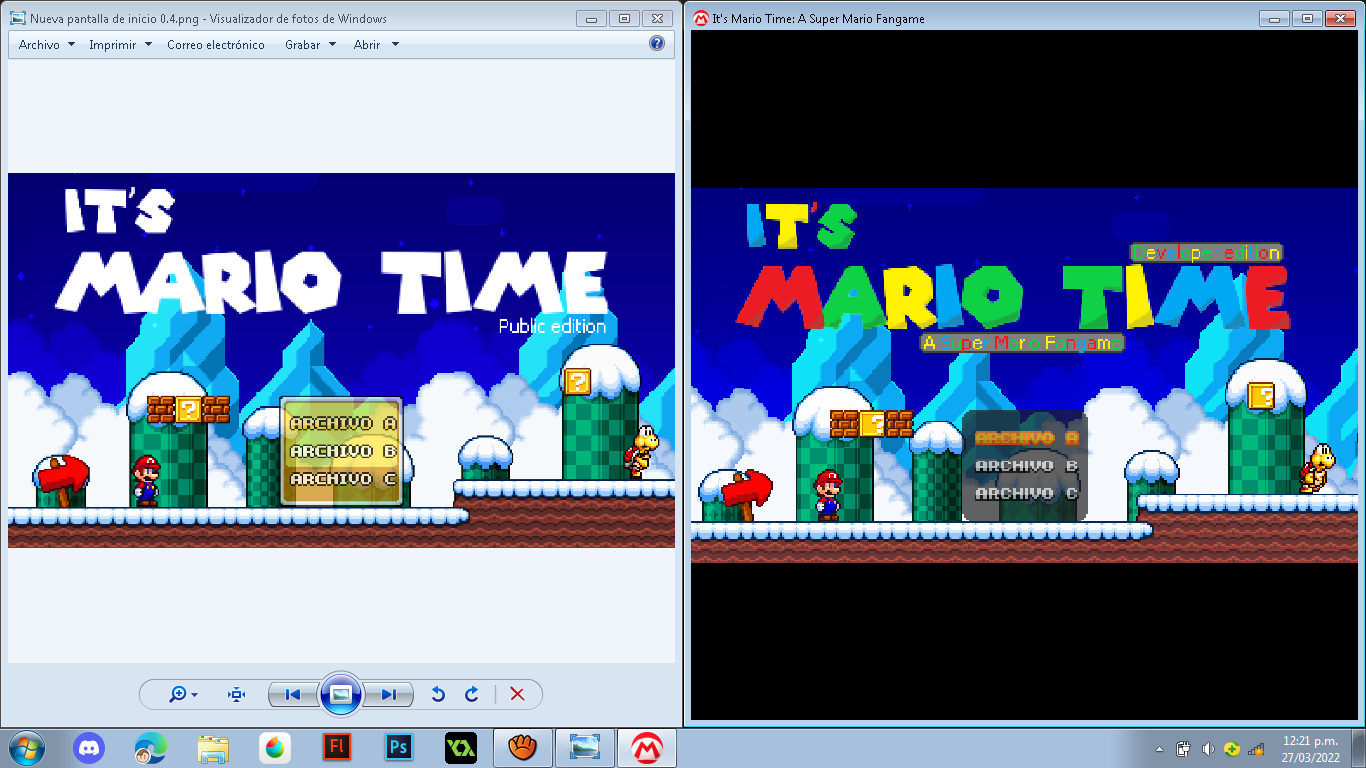 Nueva pantalla de inicio 0.4.png - Visualizador de fotos de Windows
Archivo Imprimir Correo electrónico Grabar Abrir
IT'S
MARIO TIME
Public edition
?
?
ARCHIVO A
ARCHIVO B
ARCHIVO C
It's Mario Time: A Super Mario Fangame
IT'S
Developer edition
MARIO TIME
A Super Mario Fangame
?
?
ARCHIVO A
ARCHIVO B
ARCHIVO C
Fl
Ps
12:21 p.m.
27/03/2022